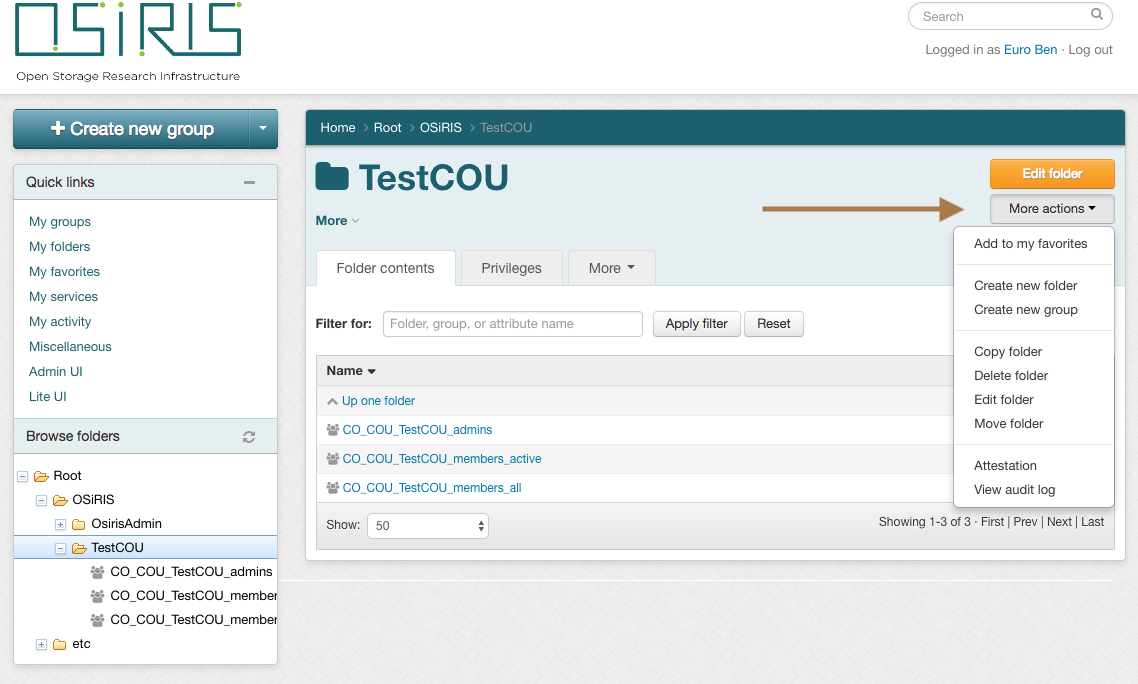 OSiRIS
Open Storage Research Infrastructure
Search
Logged in as Euro Ben · Log out
Create new group
Quick links
My groups
My folders
My favorites
My services
My activity
Miscellaneous
Admin UI
Lite UI
Browse folders
Root
OSiRIS
OsirisAdmin
TestCOU
CO_COU_TestCOU_admins
CO_COU_TestCOU_member
CO_COU_TestCOU_member
etc
Home > Root > OSiRIS > TestCOU
TestCOU
More
Edit folder
More actions
Add to my favorites
Create new folder
Create new group
Copy folder
Delete folder
Edit folder
Move folder
Attestation
View audit log
Folder contents Privileges More
Filter for: Folder, group, or attribute name Apply filter Reset
Name
Up one folder
CO_COU_TestCOU_admins
CO_COU_TestCOU_members_active
CO_COU_TestCOU_members_all
Show: 50 Showing 1-3 of 3 · First | Prev | Next | Last